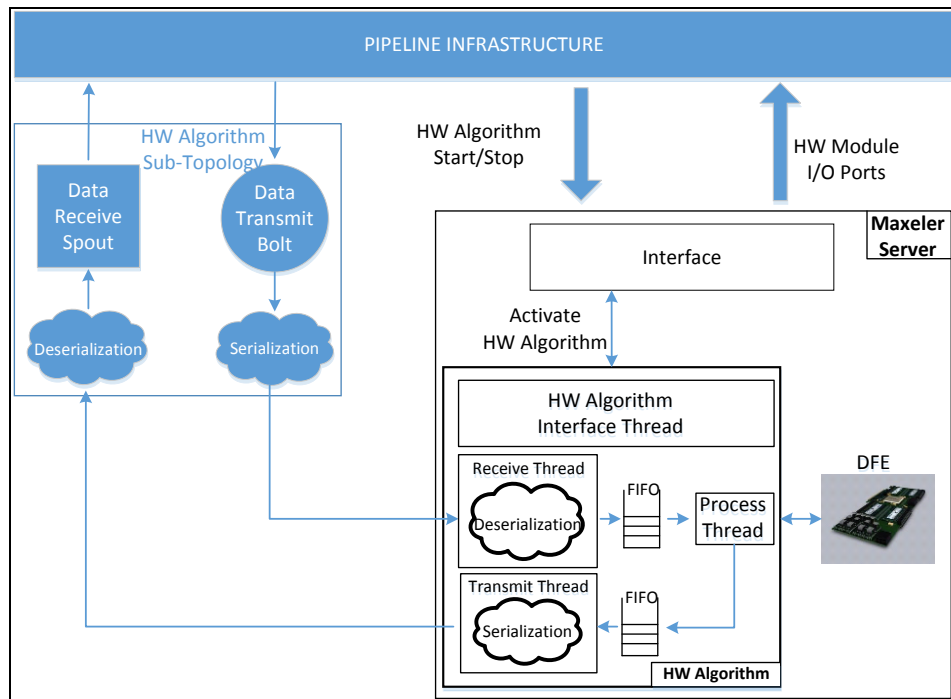 PIPELINE INFRASTRUCTURE
HW Algorithm
Sub-Topology
Data
Receive
Spout
Data
Transmit
Bolt
Deserialization
Serialization
HW Algorithm
Start/Stop
HW Module
I/O Ports
Maxeler
Server
Interface
Activate
HW Algorithm
HW Algorithm
Interface Thread
Receive Thread
Deserialization
FIFO
Process
Thread
DFE
Transmit Thread
Serialization
FIFO
HW Algorithm